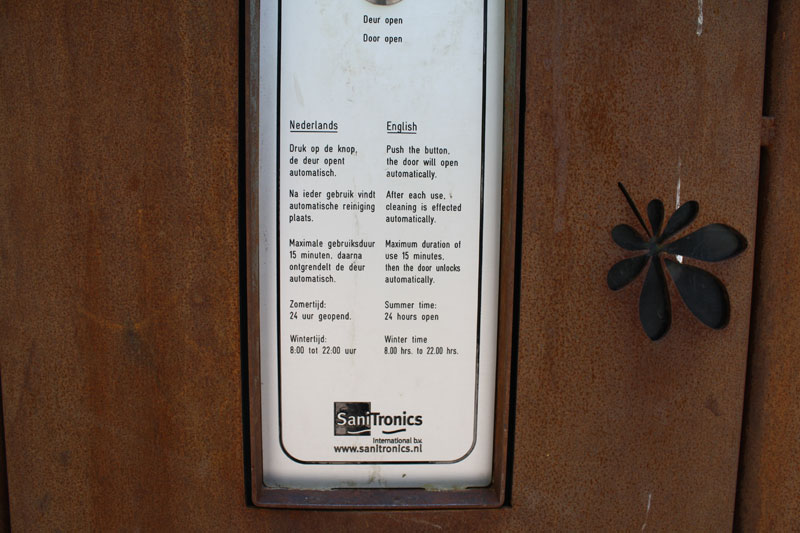 Deur open
Door open
Nederlands
Druk op de knop,
de deur opent
automatisch.
Na ieder gebruik vindt
automatische reiniging
plaats.
Maximale gebruiksduur
15 minuten, daarna
ontgrendelt de deur
automatisch.
Zomertijd:
24 uur geopend.
Wintertijd:
8:00 tot 22:00 uur
English
Push the button,
the door will open
automatically.
After each use,
cleaning is effected
automatically.
Maximum duration of
use 15 minutes,
then the door unlocks
automatically.
Summer time:
24 hours open
Winter time
8.00 hrs. to 22.00 hrs.
SaniTronics
International b.v.
www.sanitronics.nl